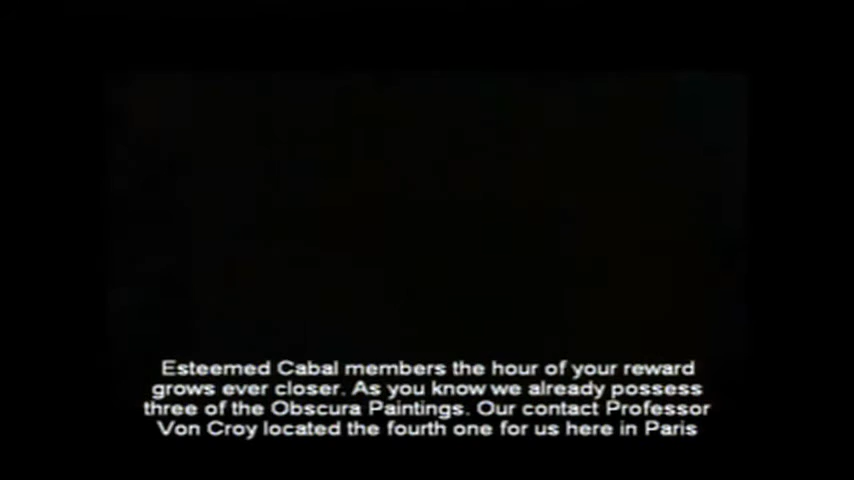 Esteemed Cabal members the hour of your reward
grows ever closer. As you know we already possess
three of the Obscura Paintings. Our contact Professor
Von Croy located the fourth one for us here in Paris